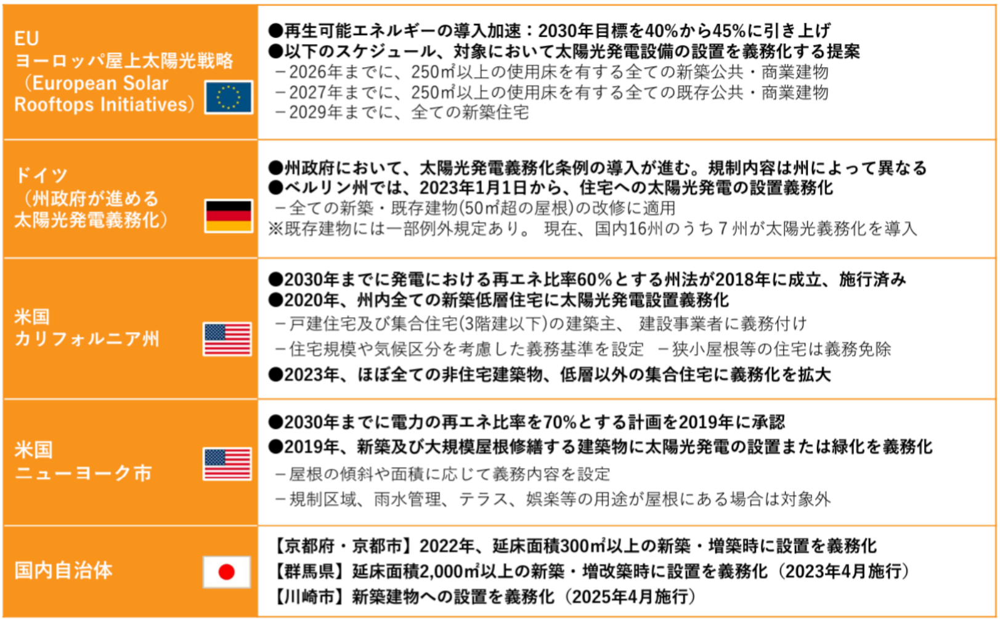 EU
ヨーロッパ屋上太陽光戦略
（European Solar
Rooftops Initiatives）
●再生可能エネルギーの導入加速：2030年目標を40%から45%に引き上げ
●以下のスケジュール、対象において太陽光発電設備の設置を義務化する提案
－2026年までに、250㎡以上の使用床を有する全ての新築公共・商業建物
－2027年までに、250㎡以上の使用床を有する全ての既存公共・商業建物
－2029年までに、全ての新築住宅
ドイツ
（州政府が進める
太陽光発電義務化）
●州政府において、太陽光発電義務化条例の導入が進む。規制内容は州によって異なる
●ベルリン州では、2023年1月1日から、住宅への太陽光発電の設置義務化
－全ての新築・既存建物(50㎡超の屋根)の改修に適用
※既存建物には一部例外規定あり。 現在、国内16州のうち７州が太陽光義務化を導入
米国
カリフォルニア州
●2030年までに発電における再エネ比率60%とする州法が2018年に成立、施行済み
●2020年、州内全ての新築低層住宅に太陽光発電設置義務化
－戸建住宅及び集合住宅(3階建以下)の建築主、 建設事業者に義務付け
－住宅規模や気候区分を考慮した義務基準を設定 －狭小屋根等の住宅は義務免除
●2023年、ほぼ全ての非住宅建築物、低層以外の集合住宅に義務化を拡大
米国
ニューヨーク市
●2030年までに電力の再エネ比率を70%とする計画を2019年に承認
●2019年、新築及び大規模屋根修繕する建築物に太陽光発電の設置または緑化を義務化
－屋根の傾斜や面積に応じて義務内容を設定
－規制区域、雨水管理、テラス、娯楽等の用途が屋根にある場合は対象外
国内自治体
【京都府・京都市】2022年、延床面積300㎡以上の新築・増築時に設置を義務化
【群馬県】延床面積2,000㎡以上の新築・増改築時に設置を義務化（2023年4月施行）
【川崎市】新築建物への設置を義務化（2025年4月施行）